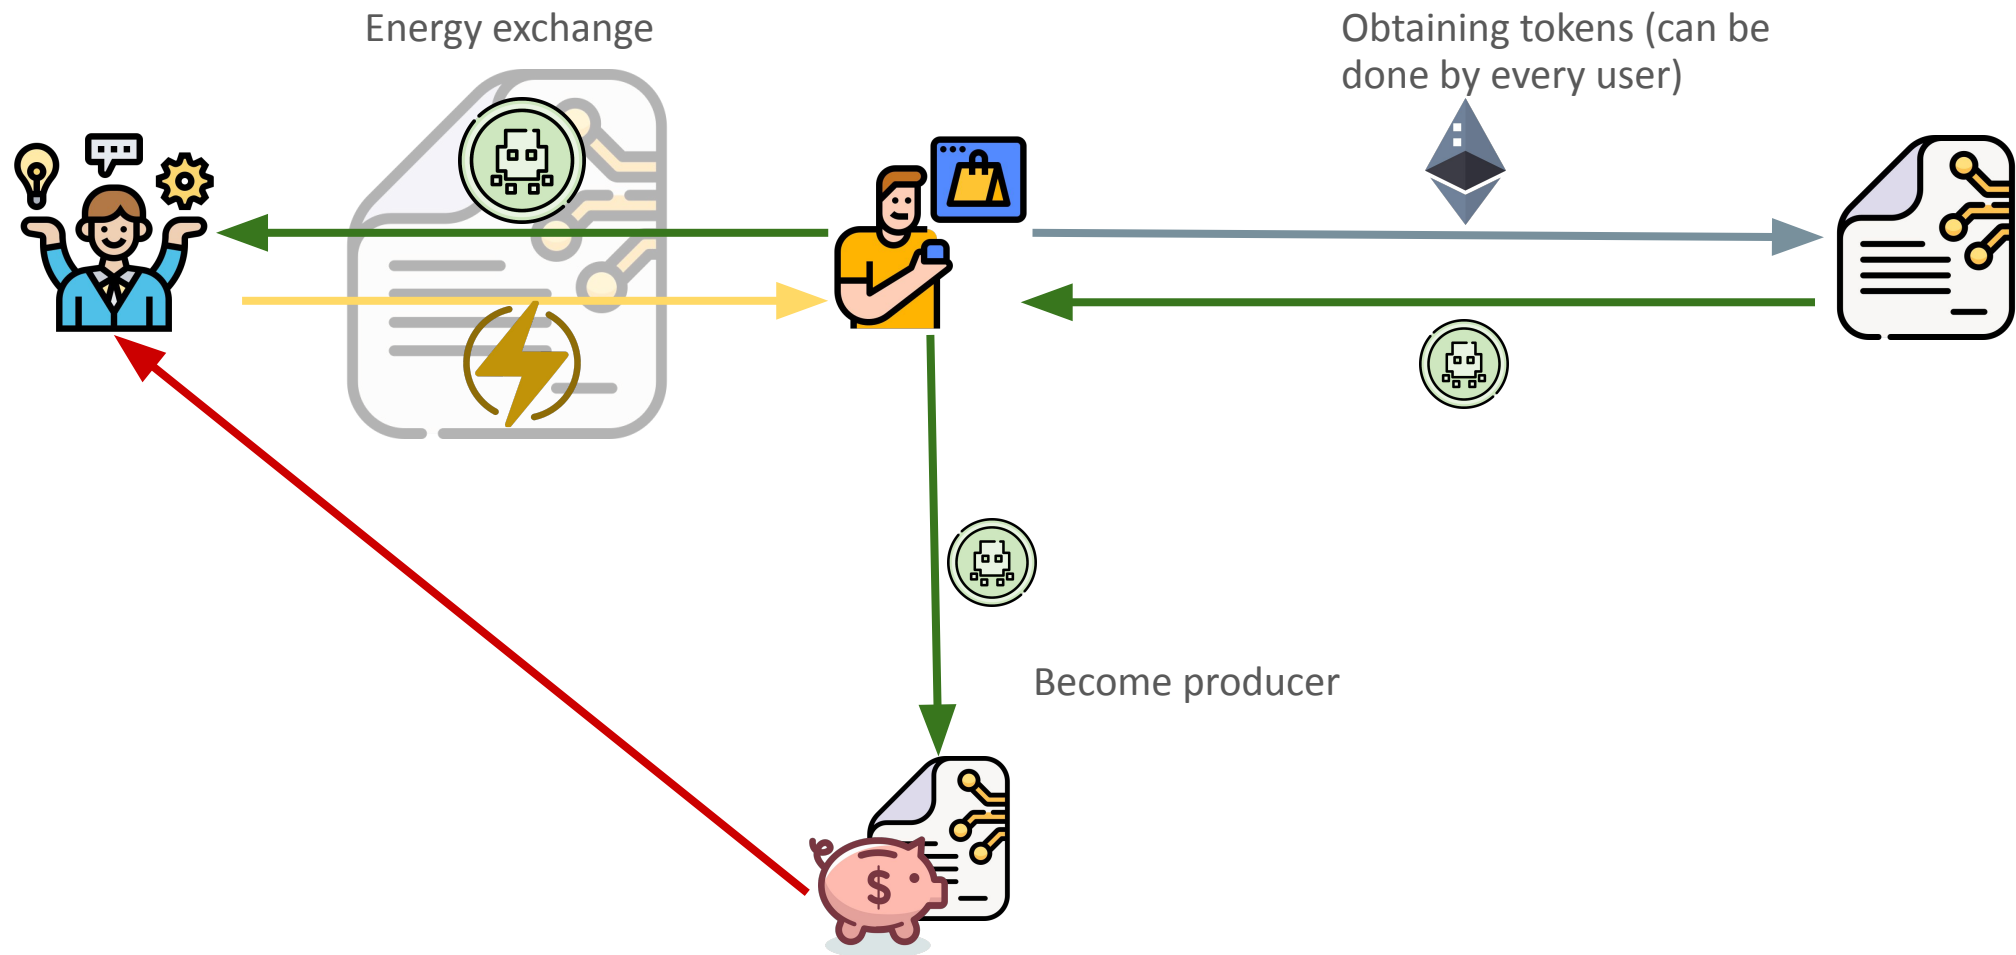 Energy exchange
Obtaining tokens (can be
done by every user)
Become producer
$